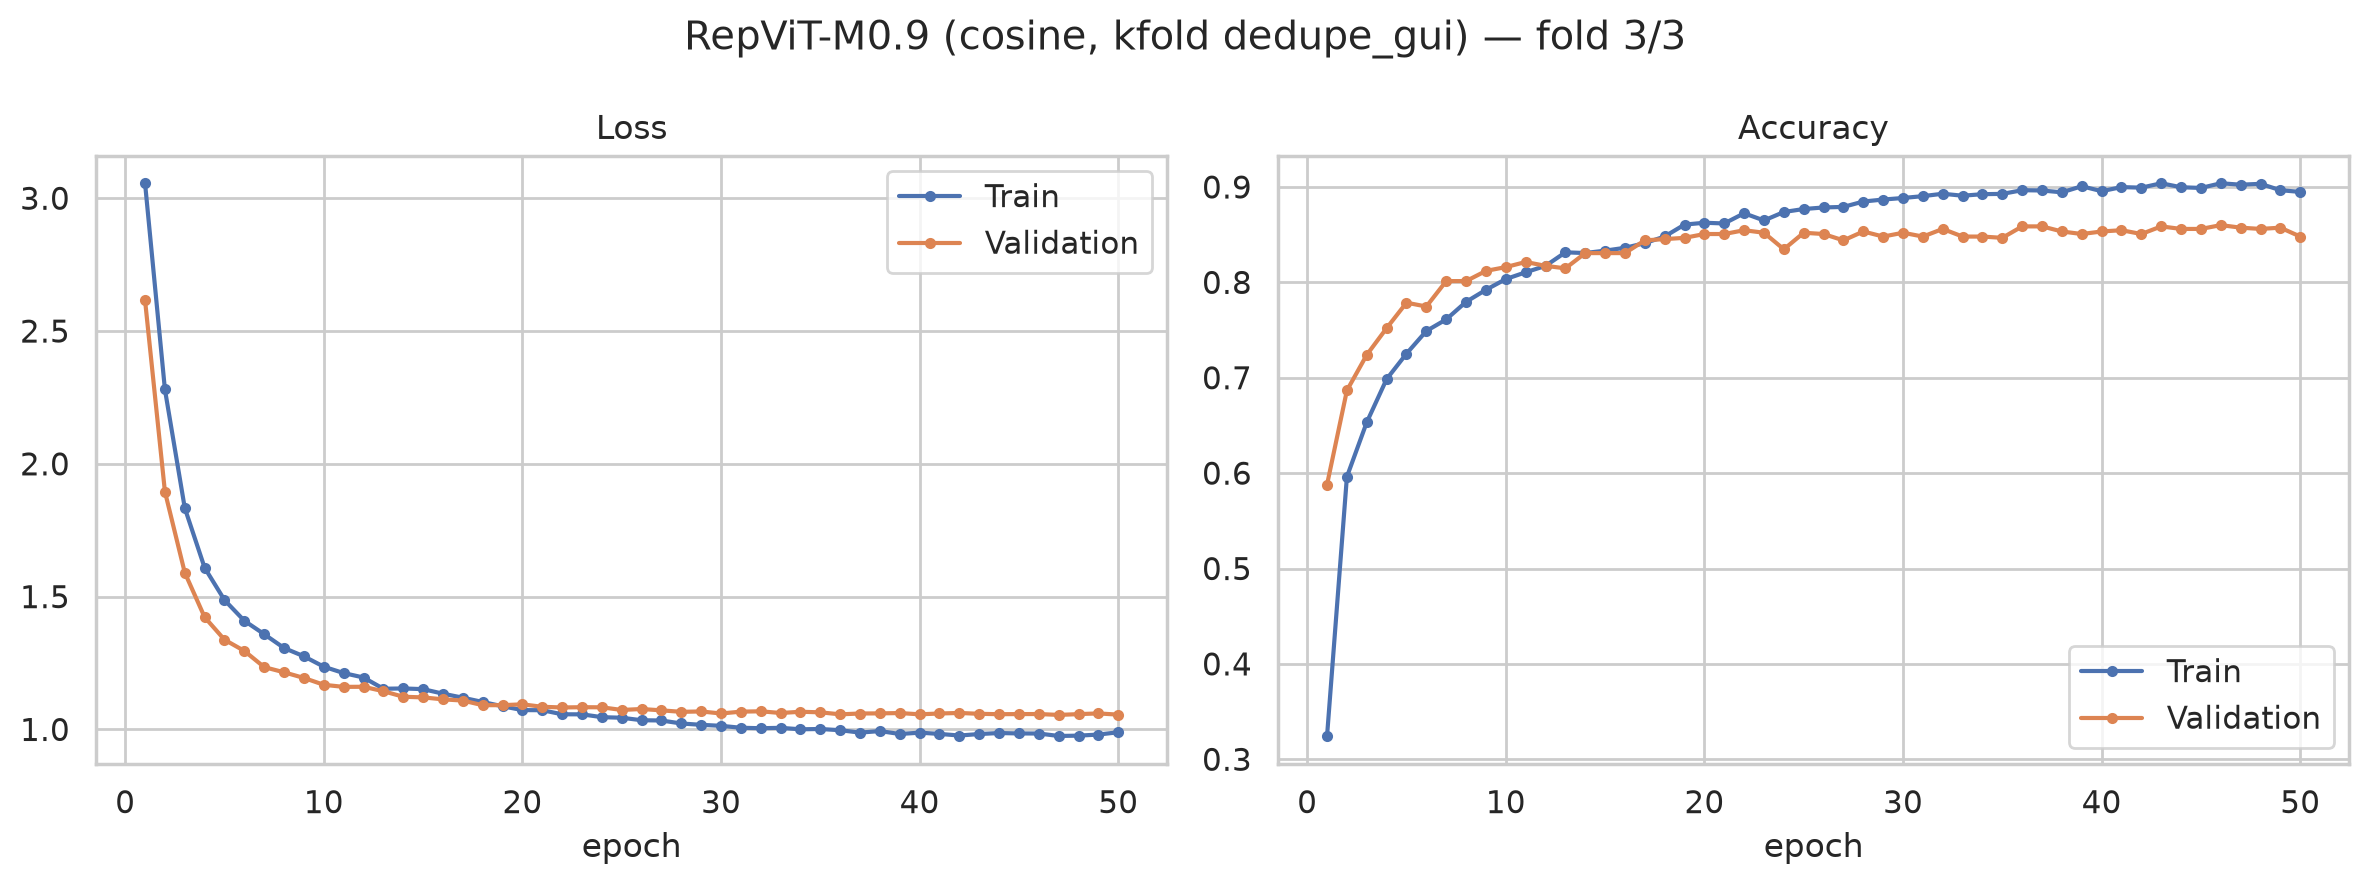 RepViT-M0.9 (cosine, kfold dedupe_gui) — fold 3/3
Loss
3.0
2.5
2.0
1.5
1.0
0 10 20 30 40 50
epoch
Train
Validation
Accuracy
0.9
0.8
0.7
0.6
0.5
0.4
0.3
0 10 20 30 40 50
epoch
Train
Validation